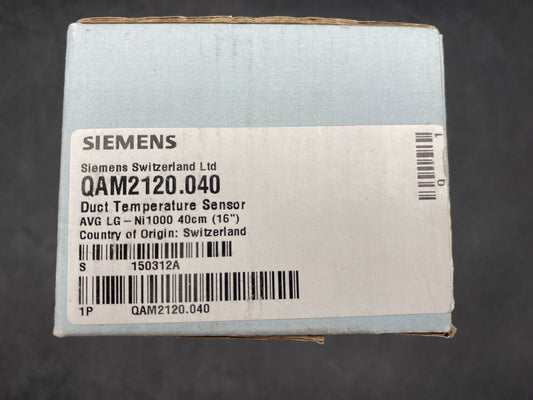 SIEMENS
Siemens Switzerland Ltd
QAM2120.040
Duct Temperature Sensor
AVG LG - Ni1000 40cm (16")
Country of Origin: Switzerland
S 150312A
1P QAM2120.040
Q 1